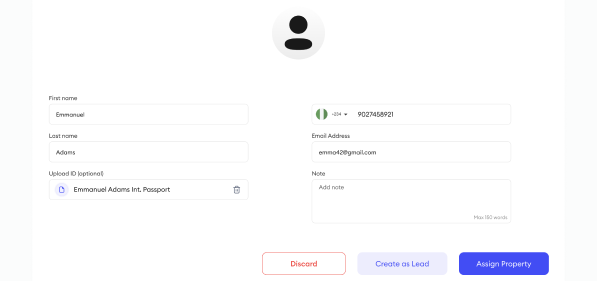 First name
Emmanuel
-234
9027458921
Last name
Adams
Email Address
emma42@gmail.com
Upload ID (optional)
Emmanuel Adams Int. Passport
Note
Add note
Max 150 words
Discard
Create as Lead
Assign Property